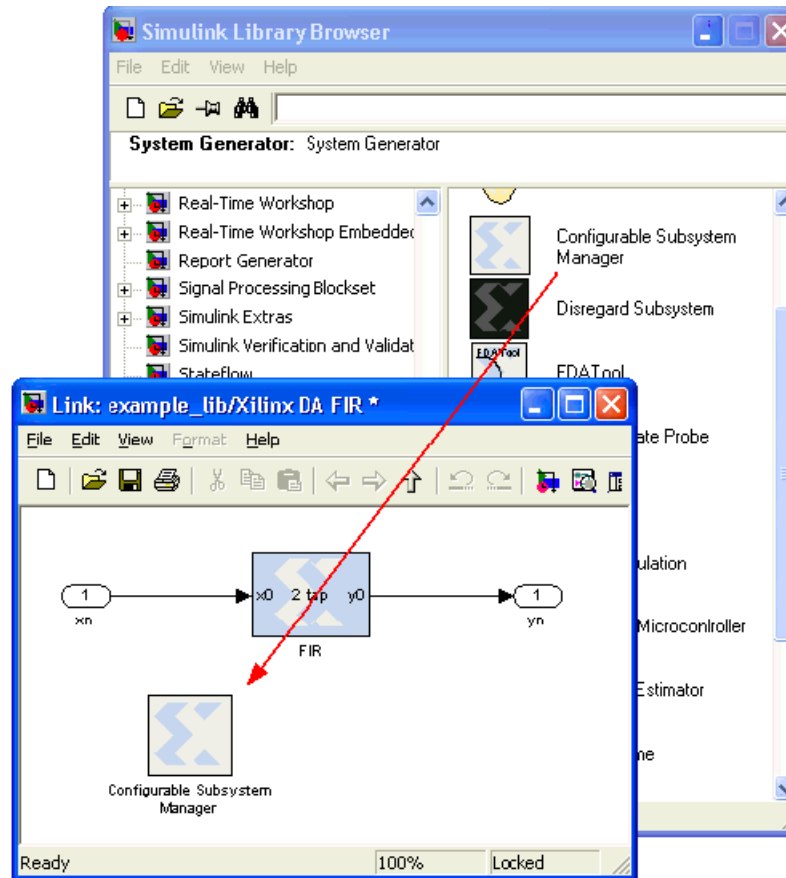 Simulink Library Browser
File Edit View Help
System Generator: System Generator
Real-Time Workshop
Real-Time Workshop Embedded
Report Generator
Signal Processing Blockset
Simulink Extras
Simulink Verification and Validat
Stateflow
Configurable Subsystem
Manager
Disregard Subsystem
FDATool
FDATool
ate Probe
ulation
Microconlroller
Estimator
me
Link: example_lib/Xilinx DA FIR *
File Edit View Format Help
1
xn
x0 2 tap y0
FIR
1
yn
Configurable Subsystem
Manager
Ready 100% Locked